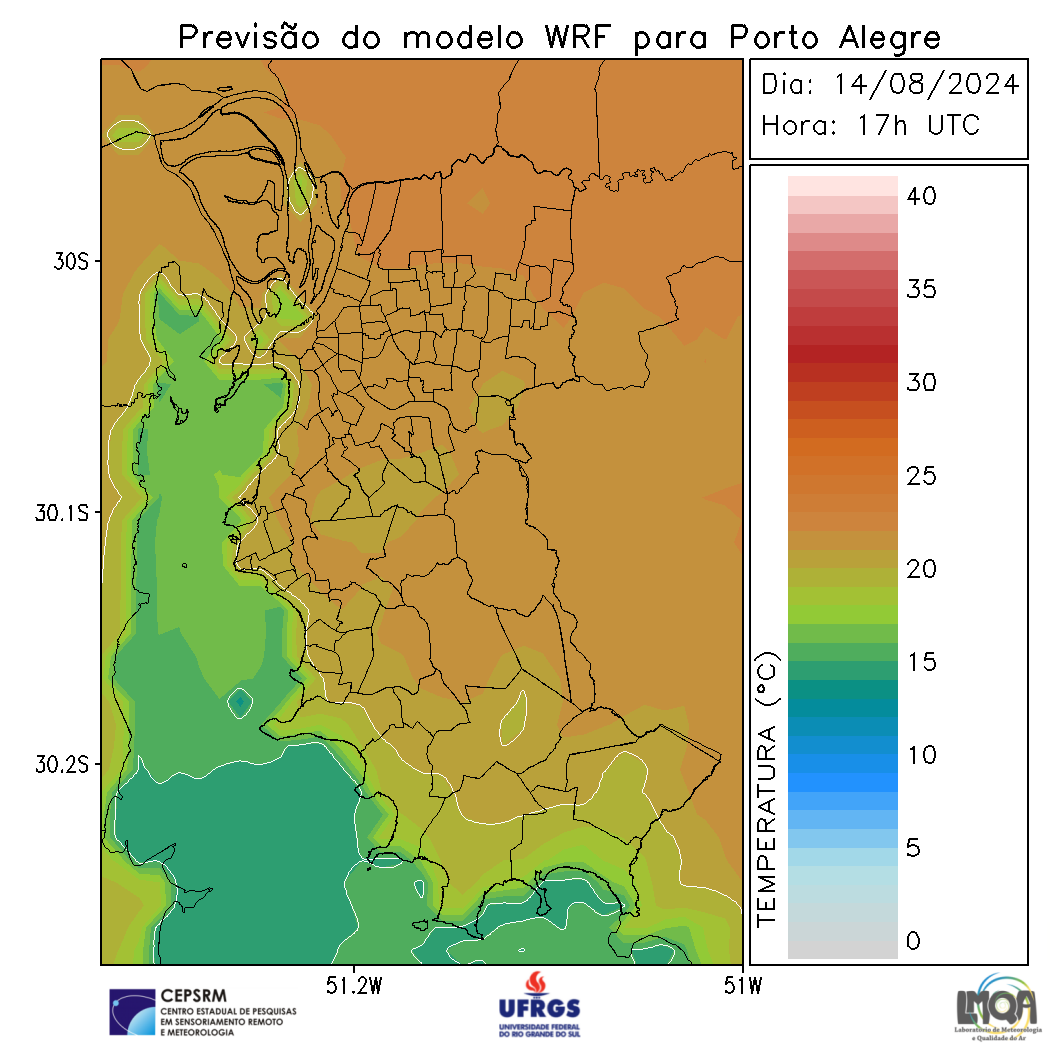 Previsão do modelo WRF para Porto Alegre
Dia: 14/08/2024
Hora: 17h UTC
40
35
30
25
20
15
10
5
0
TEMPERATURA (°C)
30S
30.1S
30.2S
51.2W
51W
CEPSRM
CENTRO ESTADUAL DE PESQUISAS
EM SENSORIAMENTO REMOTO
E METEOROLOGIA
UFRGS
UNIVERSIDADE FEDERAL
DO RIO GRANDE DO SUL
LMQA
Laboratório de Meteorologia
e Qualidade do Ar